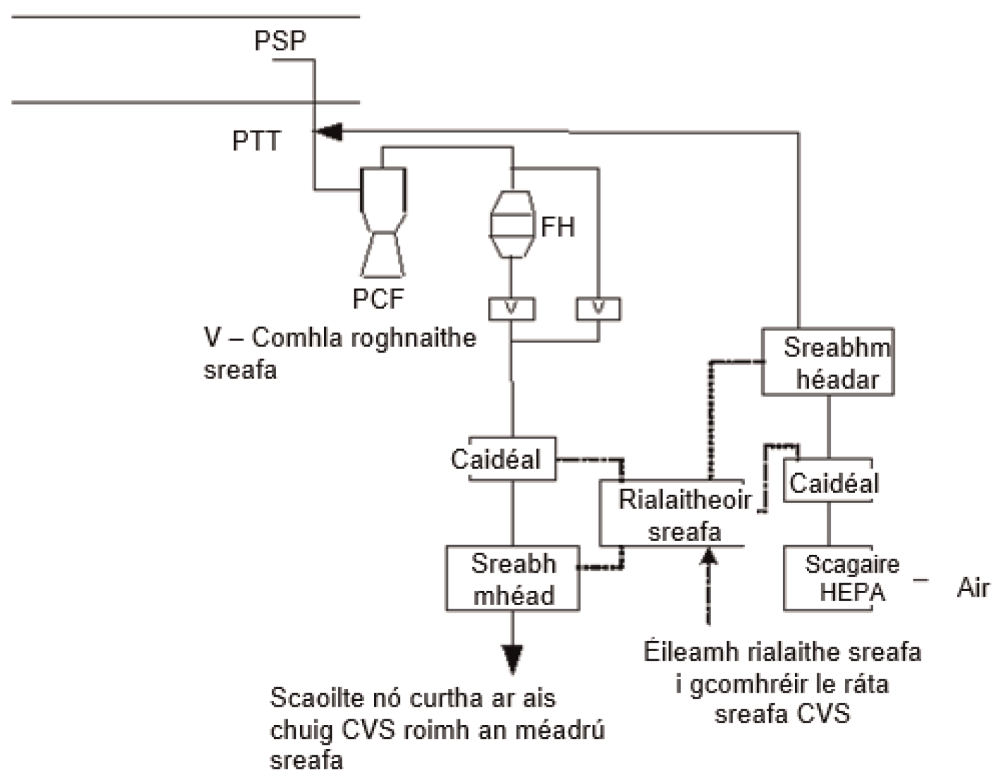 PSP
PTT
PCF
FH
V
V
V – Comhla roghnaithe
sreafa
Sreabhm
héadar
Caidéal
Rialaitheoir
sreafa
Caidéal
Sreabh
mhéad
Scagaire
HEPA
– Air
Éileamh rialaithe sreafa
i gcomhréir le ráta
sreafa CVS
Scaoilte nó curtha ar ais
chuig CVS roimh an méadrú
sreafa